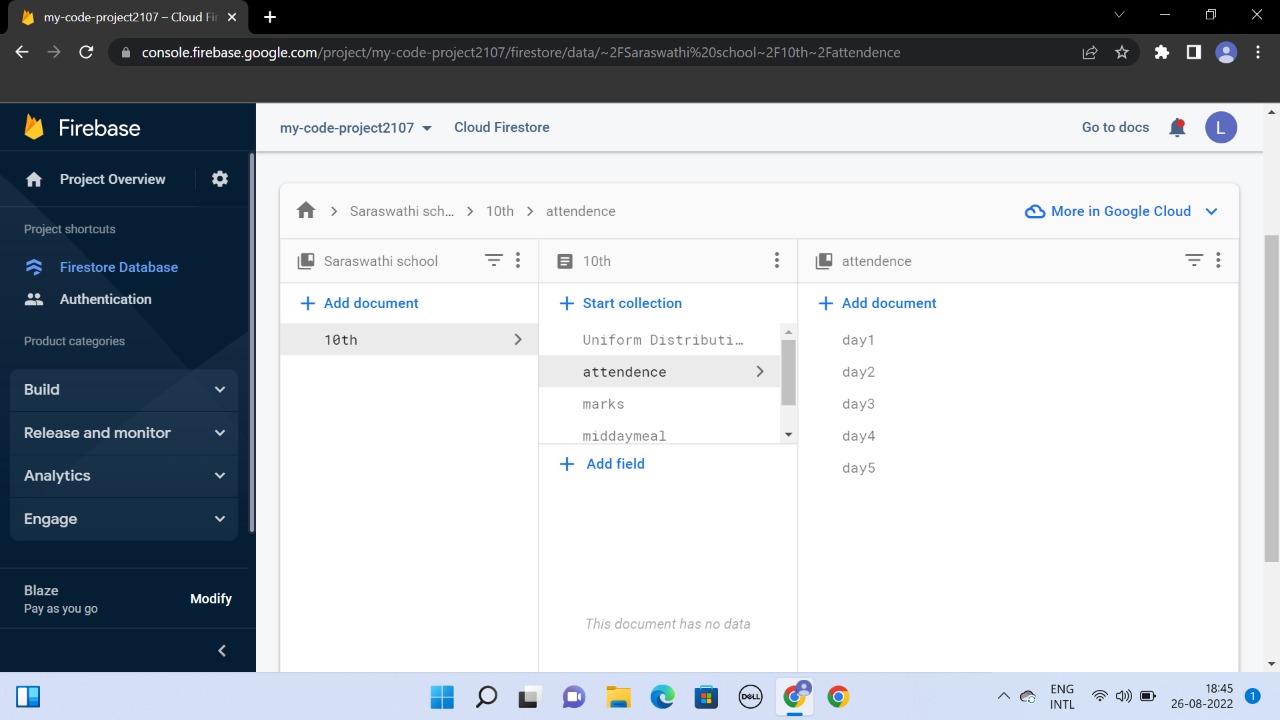 my-code-project2107 – Cloud Fi
console.firebase.google.com/project/my-code-project2107/firestore/data/~2FSaraswathi%20school~2F10th~2Fattendence
Firebase
my-code-project2107
Cloud Firestore
Go to docs
L
Project Overview
Project shortcuts
Firestore Database
Authentication
Product categories
Build
Release and monitor
Analytics
Engage
Blaze
Pay as you go
Modify
Saraswathi sch...
10th
attendence
More in Google Cloud
Saraswathi school
Add document
10th
10th
Start collection
Uniform Distributi…
attendence
marks
middaymeal
Add field
This document has no data
attendence
Add document
day1
day2
day3
day4
day5
DELL
ENG
INTL
18:45
26-08-2022
1